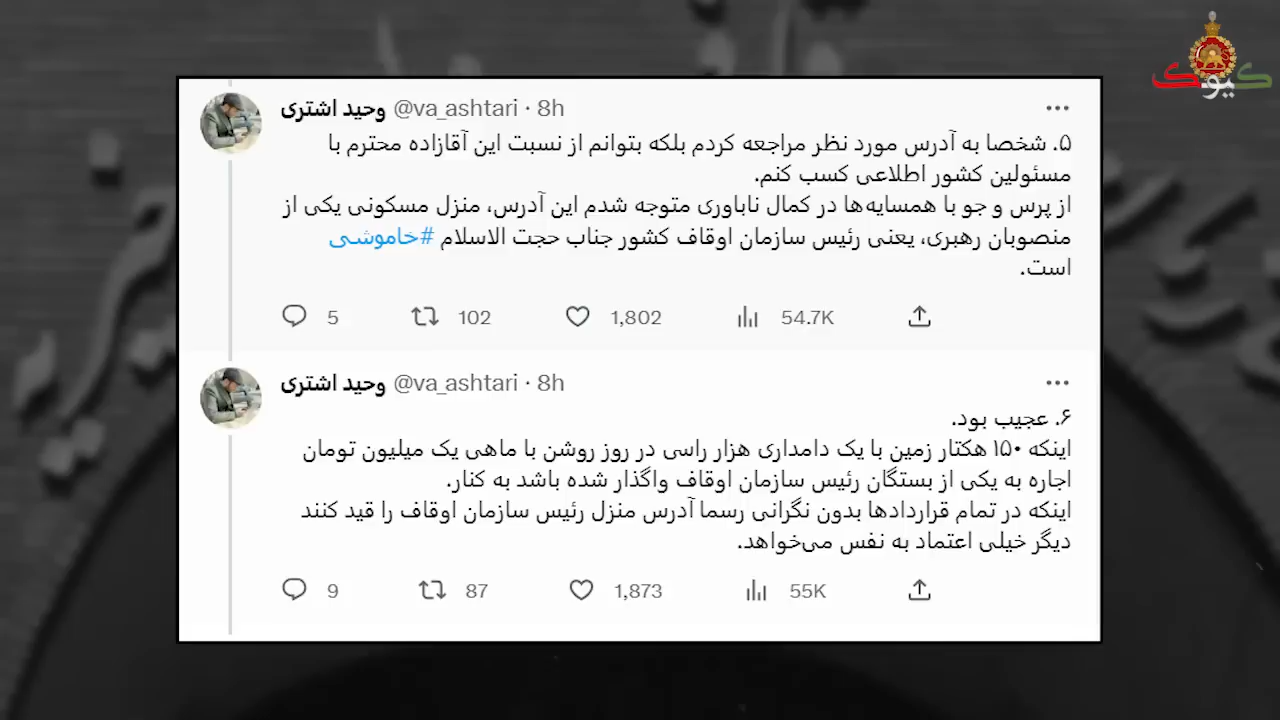 کیوک
وحید اشتری @va_ashtari · 8h
۵. شخصا به آدرس مورد نظر مراجعه کردم بلکه بتوانم از نسبت این آقازاده محترم با
مسئولین کشور اطلاعی کسب کنم.
از پرس و جو با همسایه‌ها در کمال ناباوری متوجه شدم این آدرس، منزل مسکونی یکی از
منصوبان رهبری، یعنی رئیس سازمان اوقاف کشور جناب حجت الاسلام #خاموشی
است.
5 102 1,802 54.7K
وحید اشتری @va_ashtari · 8h
۶. عجیب بود.
اینکه ۱۵۰ هکتار زمین با یک دامداری هزار راسی در روز روشن با ماهی یک میلیون تومان
اجاره به یکی از بستگان رئیس سازمان اوقاف واگذار شده باشد به کنار.
اینکه در تمام قراردادها بدون نگرانی رسما آدرس منزل رئیس سازمان اوقاف را قید کنند
دیگر خیلی اعتماد به نفس می‌خواهد.
9 87 1,873 55K